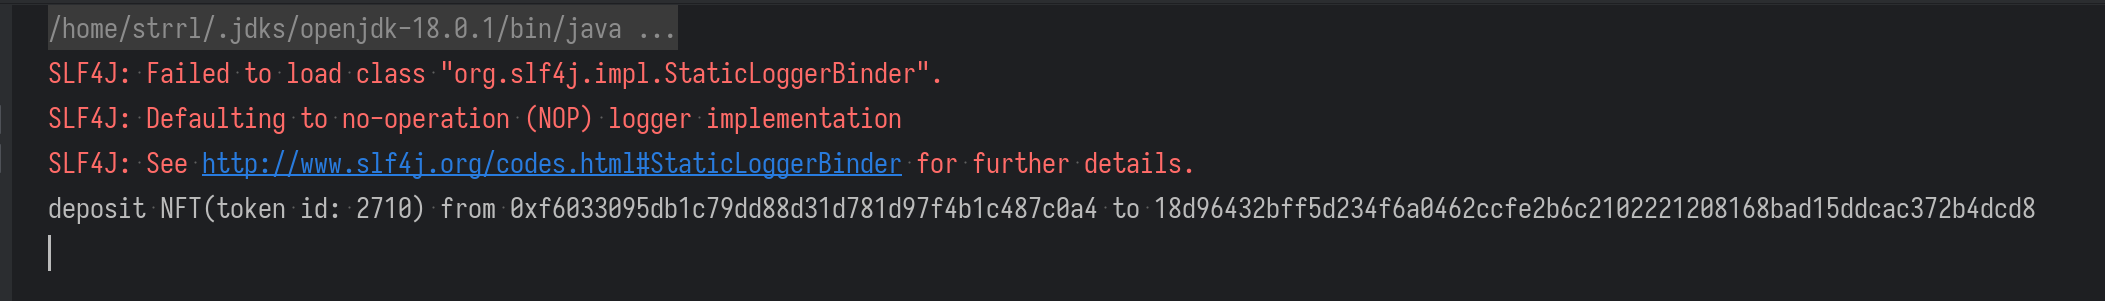 /home/strrl/.jdks/openjdk-18.0.1/bin/java ...
SLF4J: Failed to load class "org.slf4j.impl.StaticLoggerBinder".
SLF4J: Defaulting to no-operation (NOP) logger implementation
SLF4J: See http://www.slf4j.org/codes.html#StaticLoggerBinder for further details.
deposit NFT(token id: 2710) from 0xf6033095db1c79dd88d31d781d97f4b1c487c0a4 to 18d96432bff5d234f6a0462ccfe2b6c2102221208168bad15ddcac372b4dcd8